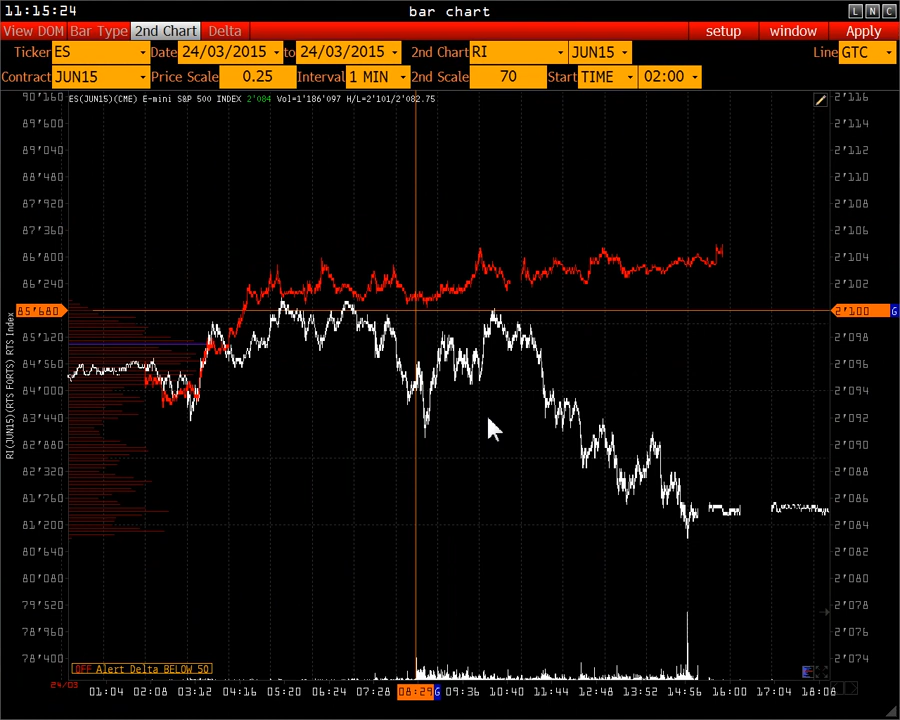 11:15:24 bar chart L N C
View DOM Bar Type 2nd Chart Delta setup window Apply
Ticker ES Date 24/03/2015 to 24/03/2015 2nd Chart RI JUN15 Line GTC
Contract JUN15 Price Scale 0.25 Interval 1 MIN 2nd Scale 70 Start TIME 02:00
90'160 ES(JUN15)(CME) E-mini S&P 500 INDEX 2'084 Vol=1'186'097 H/L=2'101/2'082.75 2'116
89'600 2'114
89'040 2'112
88'480 2'110
87'920 2'108
87'360 2'106
86'800 2'104
86'240 2'102
85'680 2'100 G
85'120 2'098
84'560 2'096
84'000 2'094
83'440 2'092
82'880 2'090
82'320 2'088
81'760 2'086
81'200 2'084
80'640 2'082
80'080 2'080
79'520 2'078
78'960 2'076
78'400 2'074
RI(JUN15)(RTS FORTS) RTS Index
OFF Alert Delta BELOW 50
24/03 01:04 02:08 03:12 04:16 05:20 06:24 07:28 08:29 G 09:36 10:40 11:44 12:48 13:52 14:56 16:00 17:04 18:08